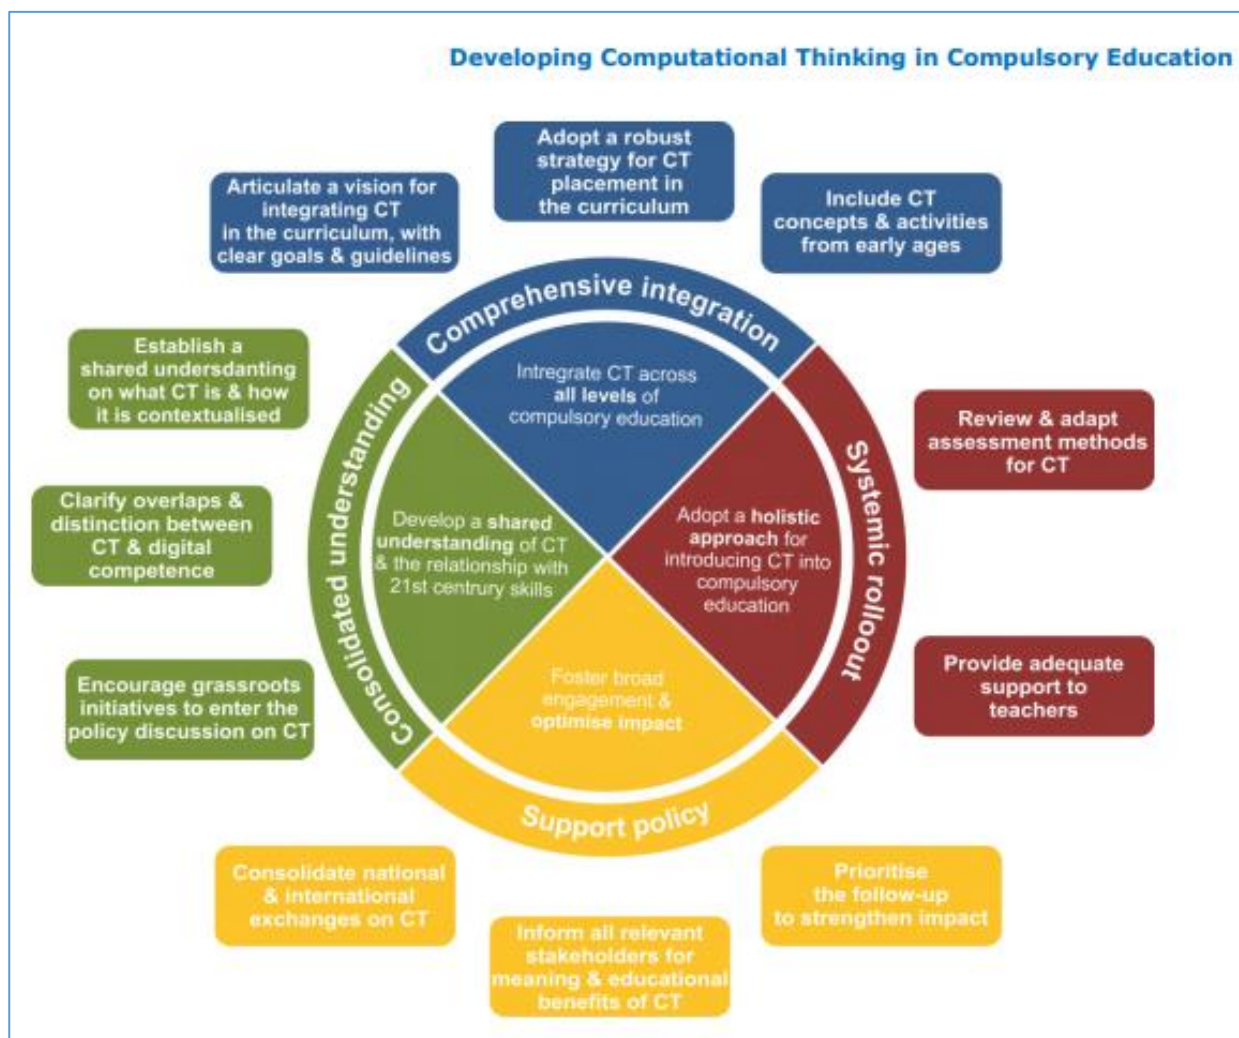 Developing Computational Thinking in Compulsory Education
Adopt a robust
strategy for CT
placement in
the curriculum
Articulate a vision for
integrating CT
in the curriculum, with
clear goals & guidelines
Include CT
concepts & activities
from early ages
Comprehensive integration
Intregrate CT across
all levels of
compulsory education
Establish a
shared undersdanting
on what CT is & how
it is contextualised
Clarify overlaps &
distinction between
CT & digital
competence
Encourage grassroots
initiatives to enter the
policy discussion on CT
Consolidated understanding
Develop a shared
understanding of CT
& the relationship with
21st centrury skills
Adopt a holistic
approach for
introducing CT into
compulsory
education
Systemic rolloout
Review & adapt
assessment methods
for CT
Provide adequate
support to
teachers
Foster broad
engagement &
optimise impact
Support policy
Consolidate national
& international
exchanges on CT
Inform all relevant
stakeholders for
meaning & educational
benefits of CT
Prioritise
the follow-up
to strengthen impact